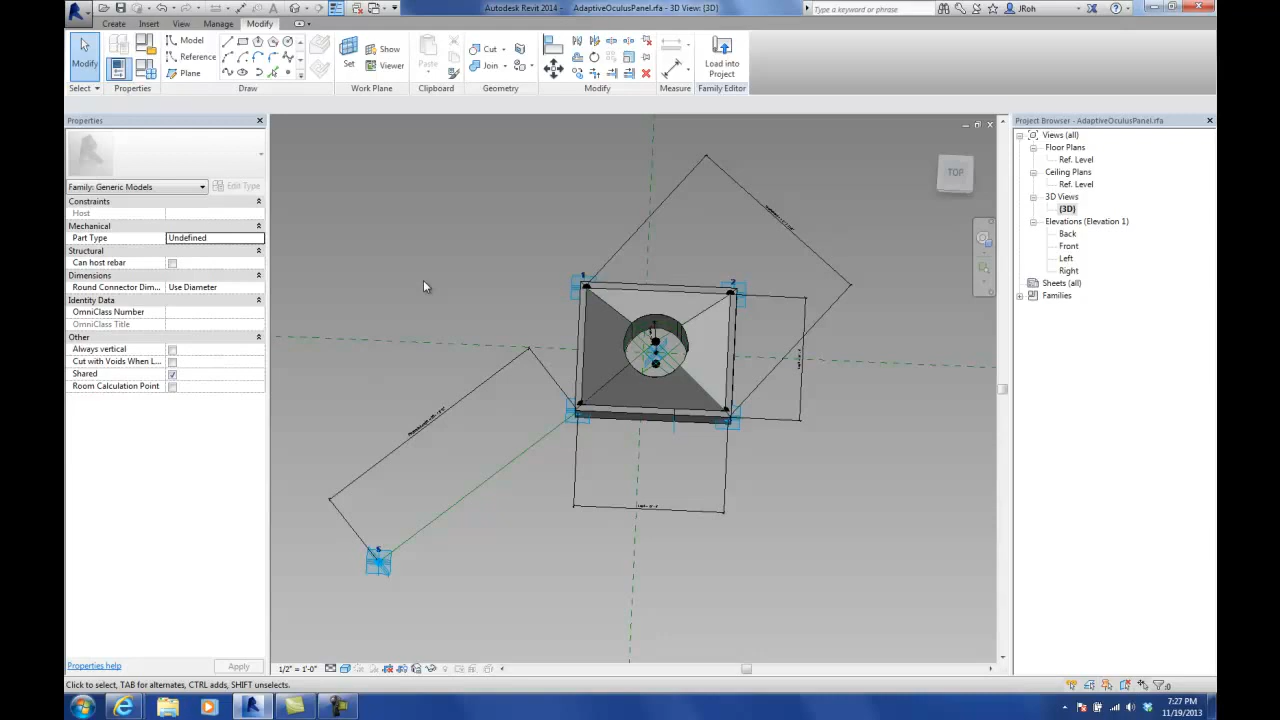 Autodesk Revit 2014 - AdaptiveOculusPanel.rfa - 3D View: {3D}
Type a keyword or phrase
JRoh
Create Insert View Manage Modify
Modify
Model
Reference
Plane
Set
Show
Viewer
Paste
Cut
Join
Load into
Project
Select Properties Draw Work Plane Clipboard Geometry Modify Measure Family Editor
Properties
Family: Generic Models
Edit Type
Constraints
Host
Mechanical
Part Type Undefined
Structural
Can host rebar
Dimensions
Round Connector Dim... Use Diameter
Identity Data
OmniClass Number
OmniClass Title
Other
Always vertical
Cut with Voids When L...
Shared
Room Calculation Point
Properties help
Apply
TOP
1
2
5
Project Browser - AdaptiveOculusPanel.rfa
Views (all)
Floor Plans
Ref. Level
Ceiling Plans
Ref. Level
3D Views
{3D}
Elevations (Elevation 1)
Back
Front
Left
Right
Sheets (all)
Families
1/2" = 1'-0"
Click to select, TAB for alternates, CTRL adds, SHIFT unselects.
:0
7:27 PM
11/19/2013